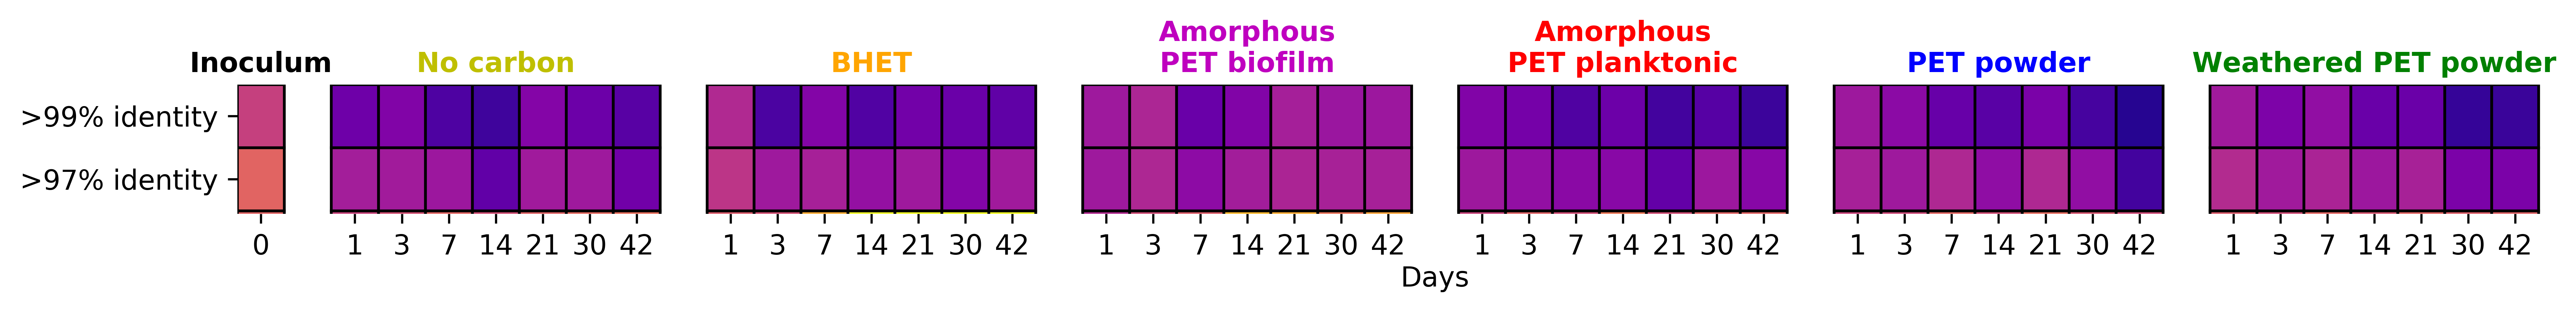 Inoculum
No carbon
BHET
Amorphous
PET biofilm
Amorphous
PET planktonic
PET powder
Weathered PET powder
>99% identity
>97% identity
0
1 3 7 14 21 30 42
1 3 7 14 21 30 42
1 3 7 14 21 30 42
1 3 7 14 21 30 42
1 3 7 14 21 30 42
1 3 7 14 21 30 42
Days